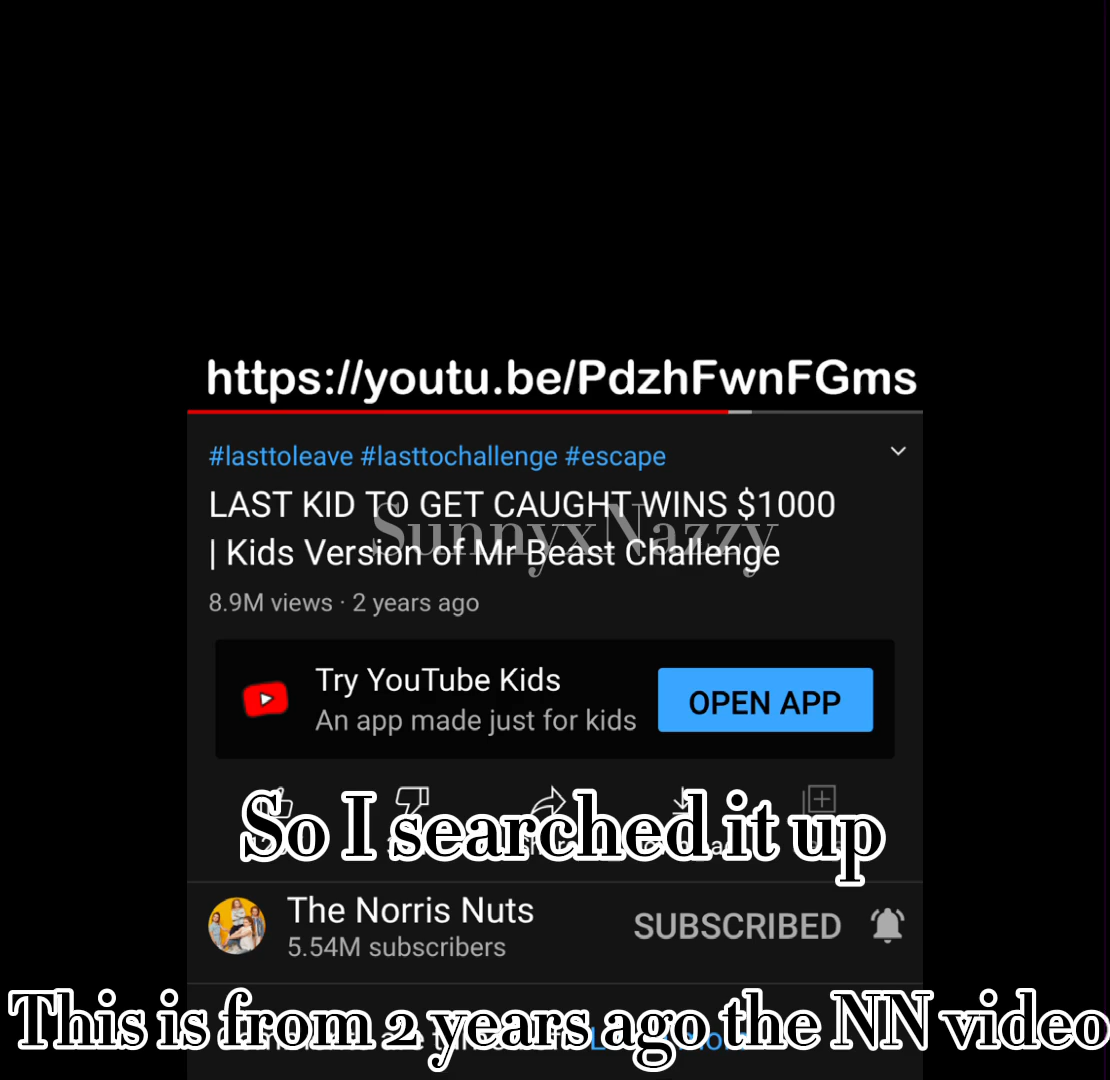 https://youtu.be/PdzhFwnFGms
#lasttoleave #lasttochallenge #escape
LAST KID TO GET CAUGHT WINS $1000
| Kids Version of Mr Beast Challenge
SunnyxNazzy
8.9M views · 2 years ago
Try YouTube Kids
An app made just for kids
OPEN APP
So I searched it up
The Norris Nuts
5.54M subscribers
SUBSCRIBED
This is from 2 years ago the NN video